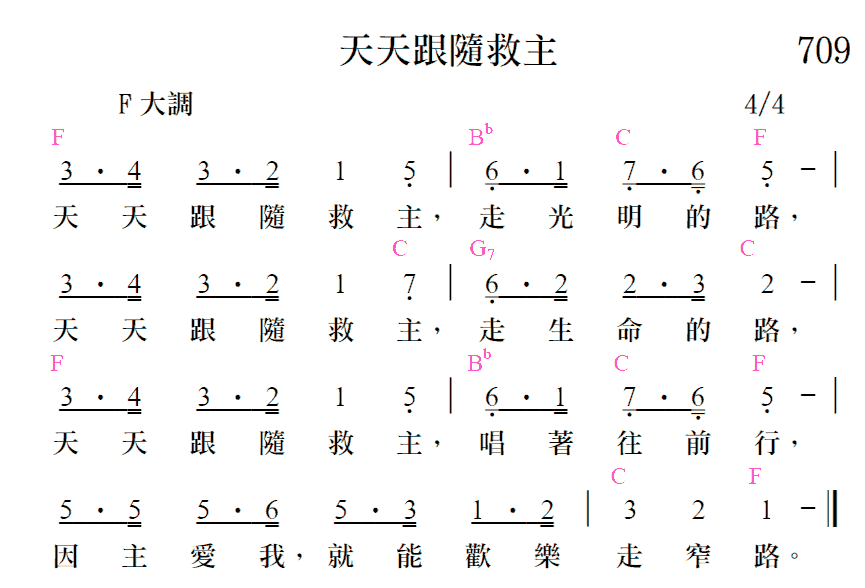 天天跟隨救主 709
F 大調 4/4
F B♭ C F
3 · 4 3 · 2 1 5̣ | 6̣ · 1 7̣ · 6̣ 5̣ － |
天天跟隨救主，走光明的路，
C G7 C
3 · 4 3 · 2 1 7̣ | 6̣ · 2 2 · 3 2 － |
天天跟隨救主，走生命的路，
F B♭ C F
3 · 4 3 · 2 1 5̣ | 6̣ · 1 7̣ · 6̣ 5̣ － |
天天跟隨救主，唱著往前行，
C F
5 · 5 5 · 6 5 · 3 1 · 2 | 3 2 1 － ‖
因主愛我，就能歡樂走窄路。